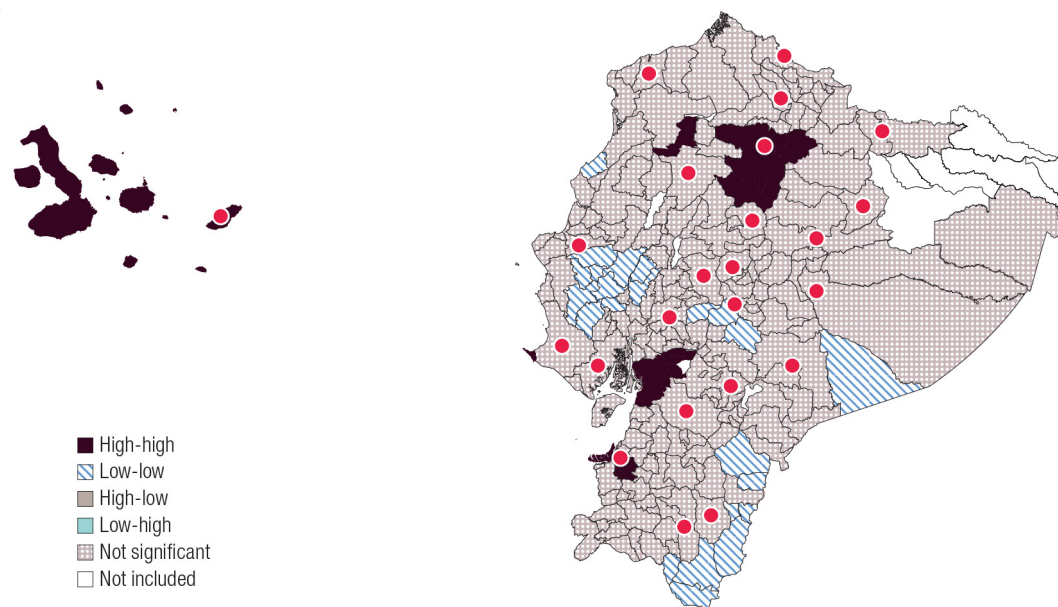 High-high
Low-low
High-low
Low-high
Not significant
Not included